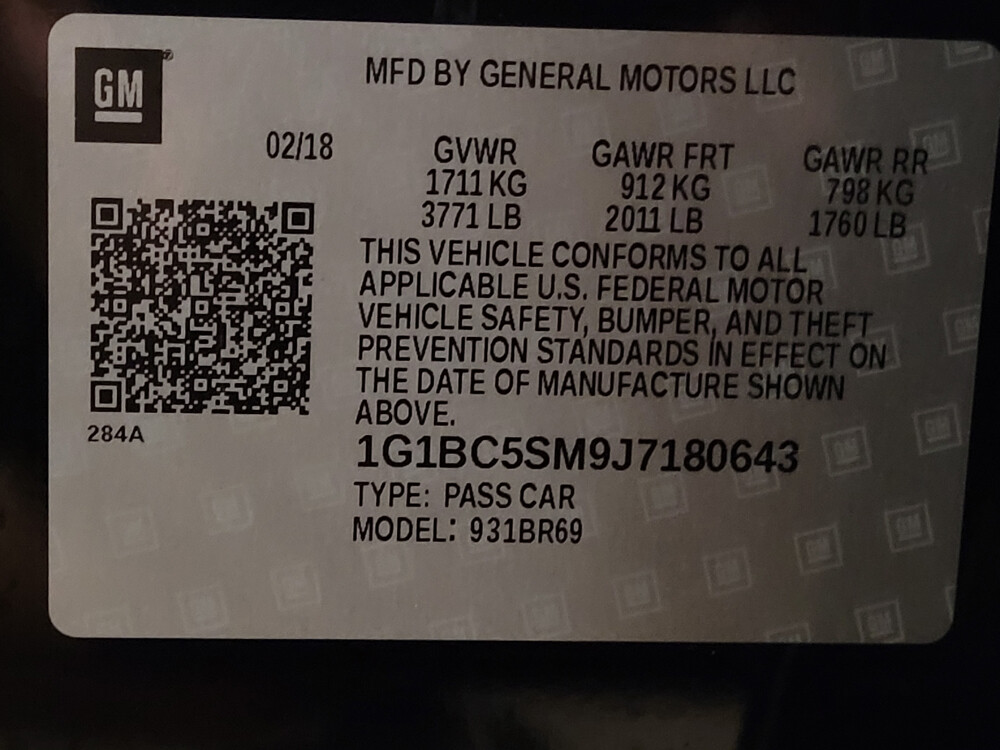 GM
MFD BY GENERAL MOTORS LLC
02/18 GVWR GAWR FRT GAWR RR
1711 KG 912 KG 798 KG
3771 LB 2011 LB 1760 LB
THIS VEHICLE CONFORMS TO ALL
APPLICABLE U.S. FEDERAL MOTOR
VEHICLE SAFETY, BUMPER, AND THEFT
PREVENTION STANDARDS IN EFFECT ON
THE DATE OF MANUFACTURE SHOWN
ABOVE.
284A
1G1BC5SM9J7180643
TYPE: PASS CAR
MODEL: 931BR69